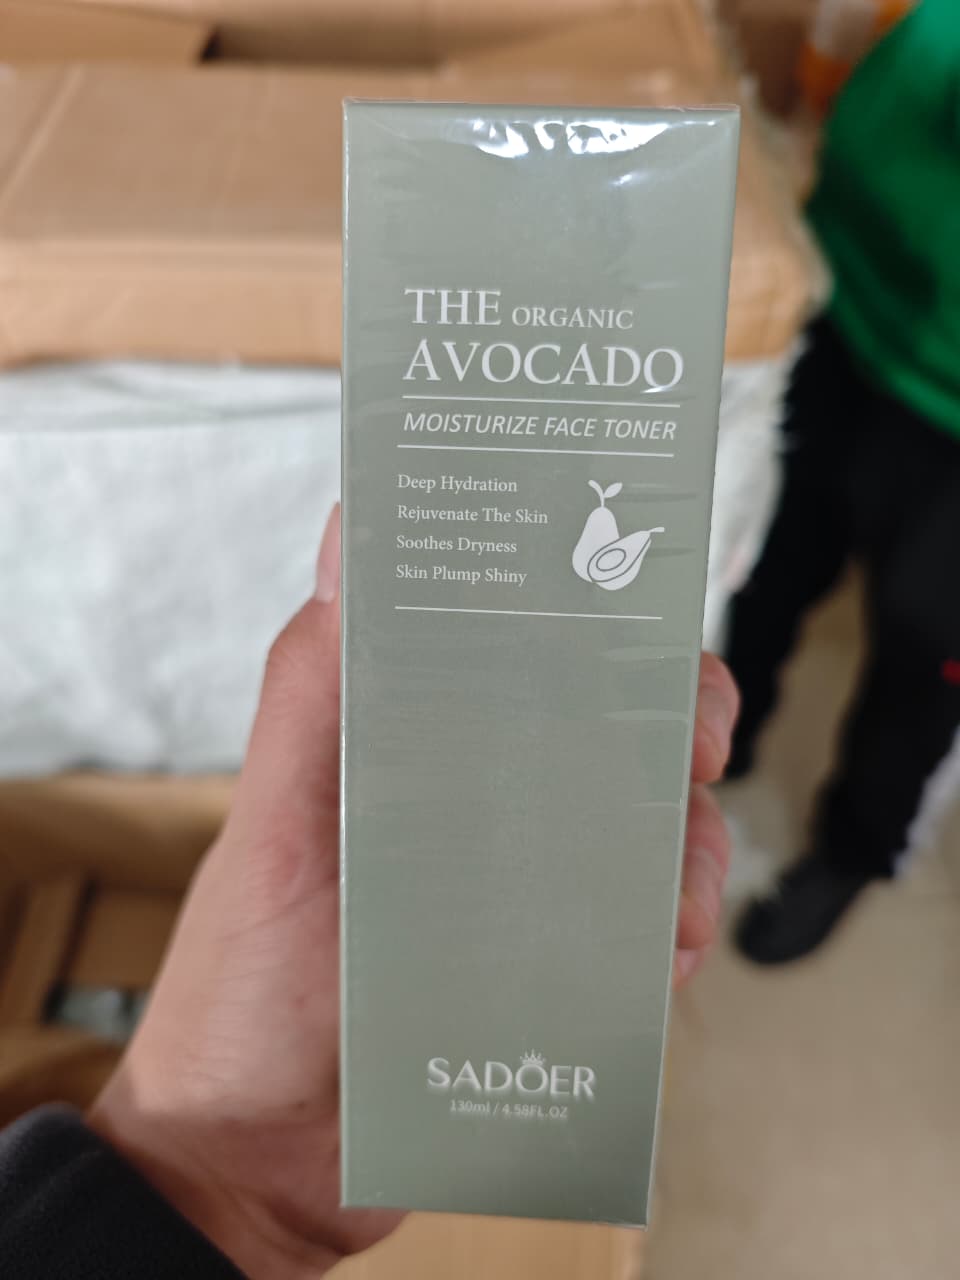 THE ORGANIC
AVOCADO
MOISTURIZE FACE TONER
Deep Hydration
Rejuvenate The Skin
Soothes Dryness
Skin Plump Shiny
SADOER
130ml / 4.58FL.OZ